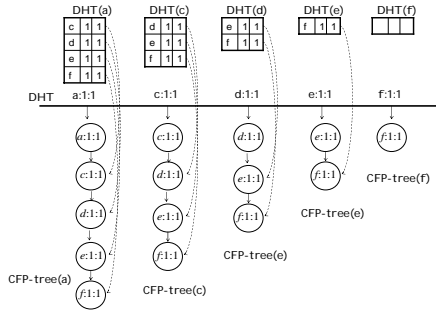 DHT(a) DHT(c) DHT(d) DHT(e) DHT(f)
c 1 1 d 1 1 e 1 1 f 1 1
d 1 1 e 1 1 f 1 1
e 1 1 f 1 1
f 1 1
DHT a:1:1 c:1:1 d:1:1 e:1:1 f:1:1
a:1:1 c:1:1 d:1:1 e:1:1 f:1:1
c:1:1 d:1:1 e:1:1 f:1:1
CFP-tree(f)
d:1:1 e:1:1 f:1:1 CFP-tree(e)
e:1:1 f:1:1 CFP-tree(e)
CFP-tree(a) CFP-tree(c)
f:1:1